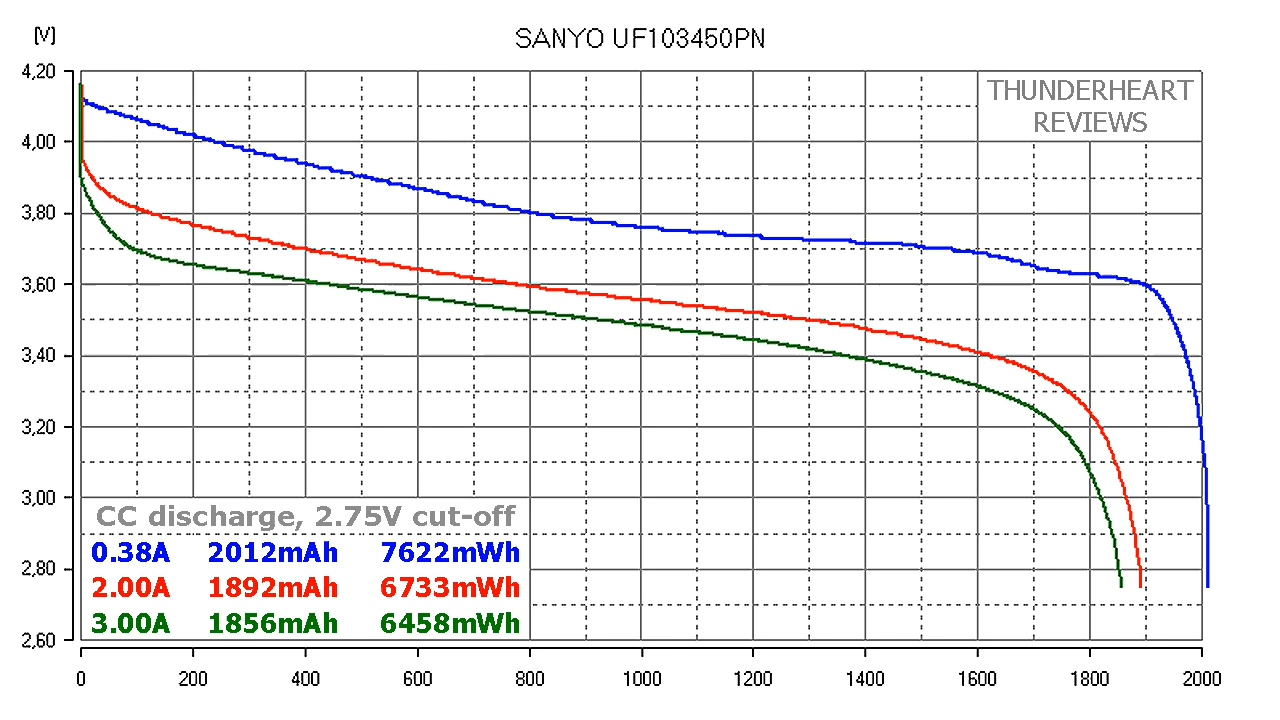 [V]
SANYO UF103450PN
THUNDERHEART
REVIEWS
4,20
4,00
3,80
3,60
3,40
3,20
3,00
2,80
2,60
CC discharge, 2.75V cut-off
0.38A 2012mAh 7622mWh
2.00A 1892mAh 6733mWh
3.00A 1856mAh 6458mWh
0 200 400 600 800 1000 1200 1400 1600 1800 2000